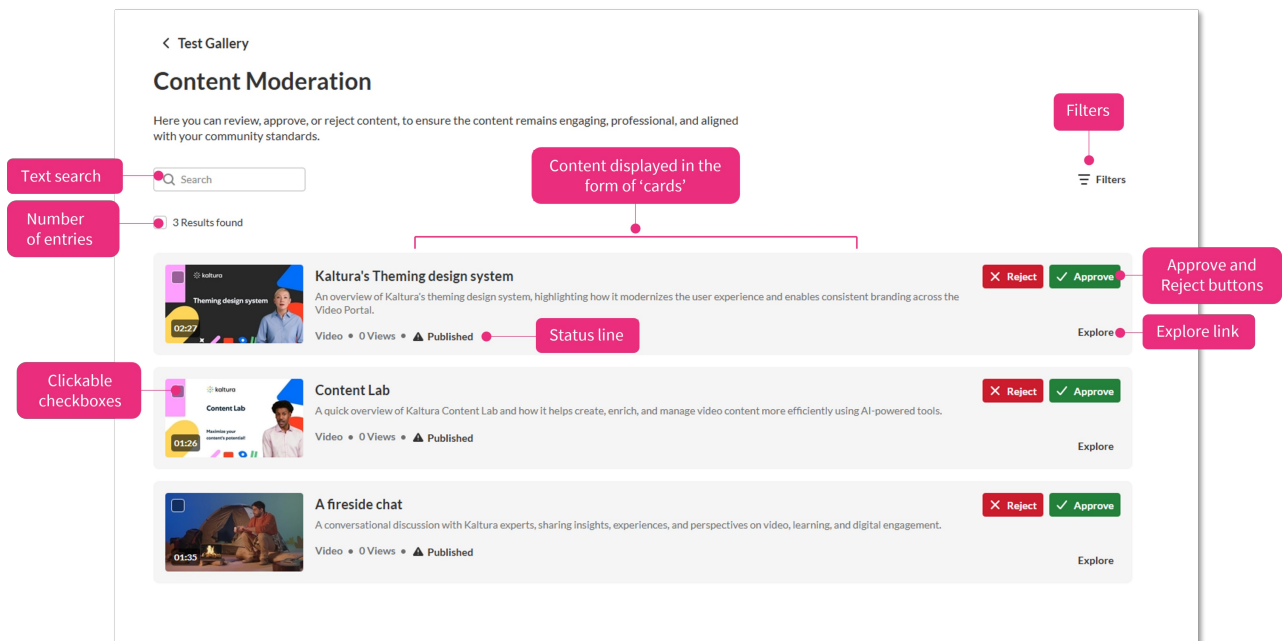 Test Gallery
Content Moderation
Here you can review, approve, or reject content, to ensure the content remains engaging, professional, and aligned
with your community standards.
Filters
Content displayed in the
form of ‘cards’
Text search
Search
Filters
Number
of entries
3 Results found
kaltura
Theming design system
02:27
Kaltura's Theming design system
An overview of Kaltura's theming design system, highlighting how it modernizes the user experience and enables consistent branding across the
Video Portal.
Video • 0 Views • Published
Status line
Reject
Approve
Approve and
Reject buttons
Explore
Explore link
Clickable
checkboxes
kaltura
Content Lab
Maximize your
content's potential!
01:26
Content Lab
A quick overview of Kaltura Content Lab and how it helps create, enrich, and manage video content more efficiently using AI-powered tools.
Video • 0 Views • Published
Reject
Approve
Explore
01:35
A fireside chat
A conversational discussion with Kaltura experts, sharing insights, experiences, and perspectives on video, learning, and digital engagement.
Video • 0 Views • Published
Reject
Approve
Explore